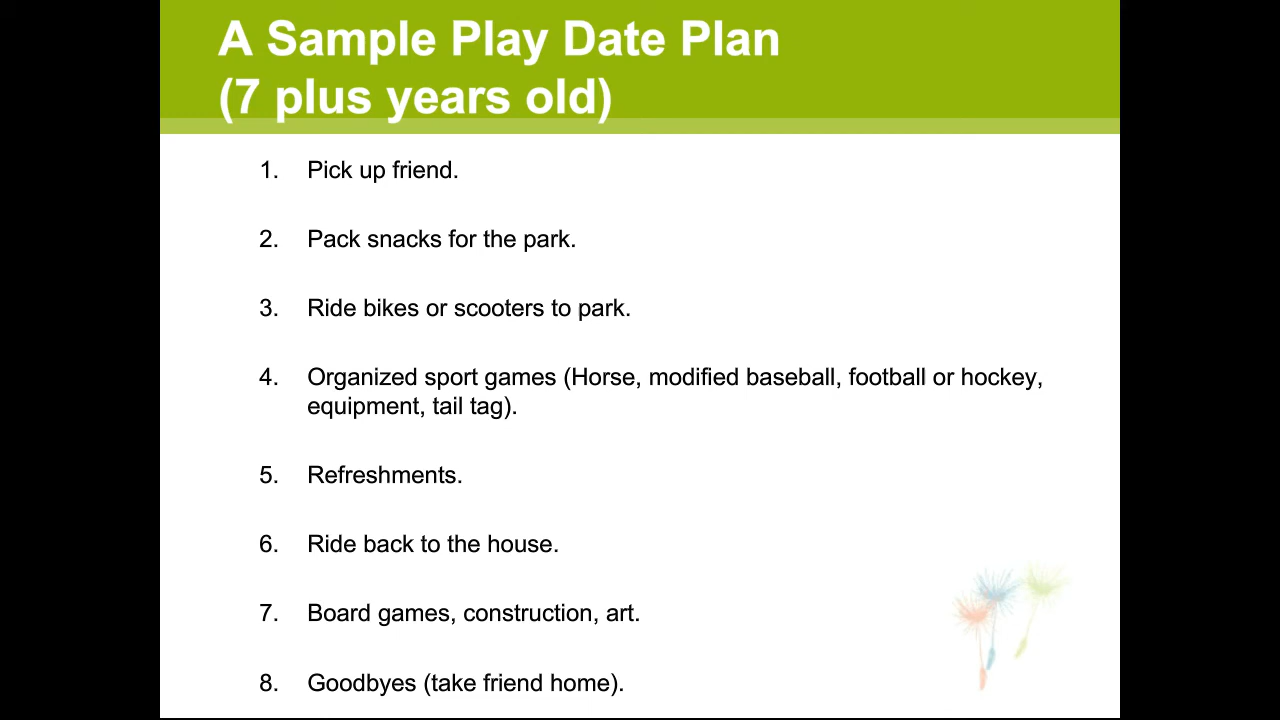 A Sample Play Date Plan
(7 plus years old)
1. Pick up friend.
2. Pack snacks for the park.
3. Ride bikes or scooters to park.
4. Organized sport games (Horse, modified baseball, football or hockey,
equipment, tail tag).
5. Refreshments.
6. Ride back to the house.
7. Board games, construction, art.
8. Goodbyes (take friend home).